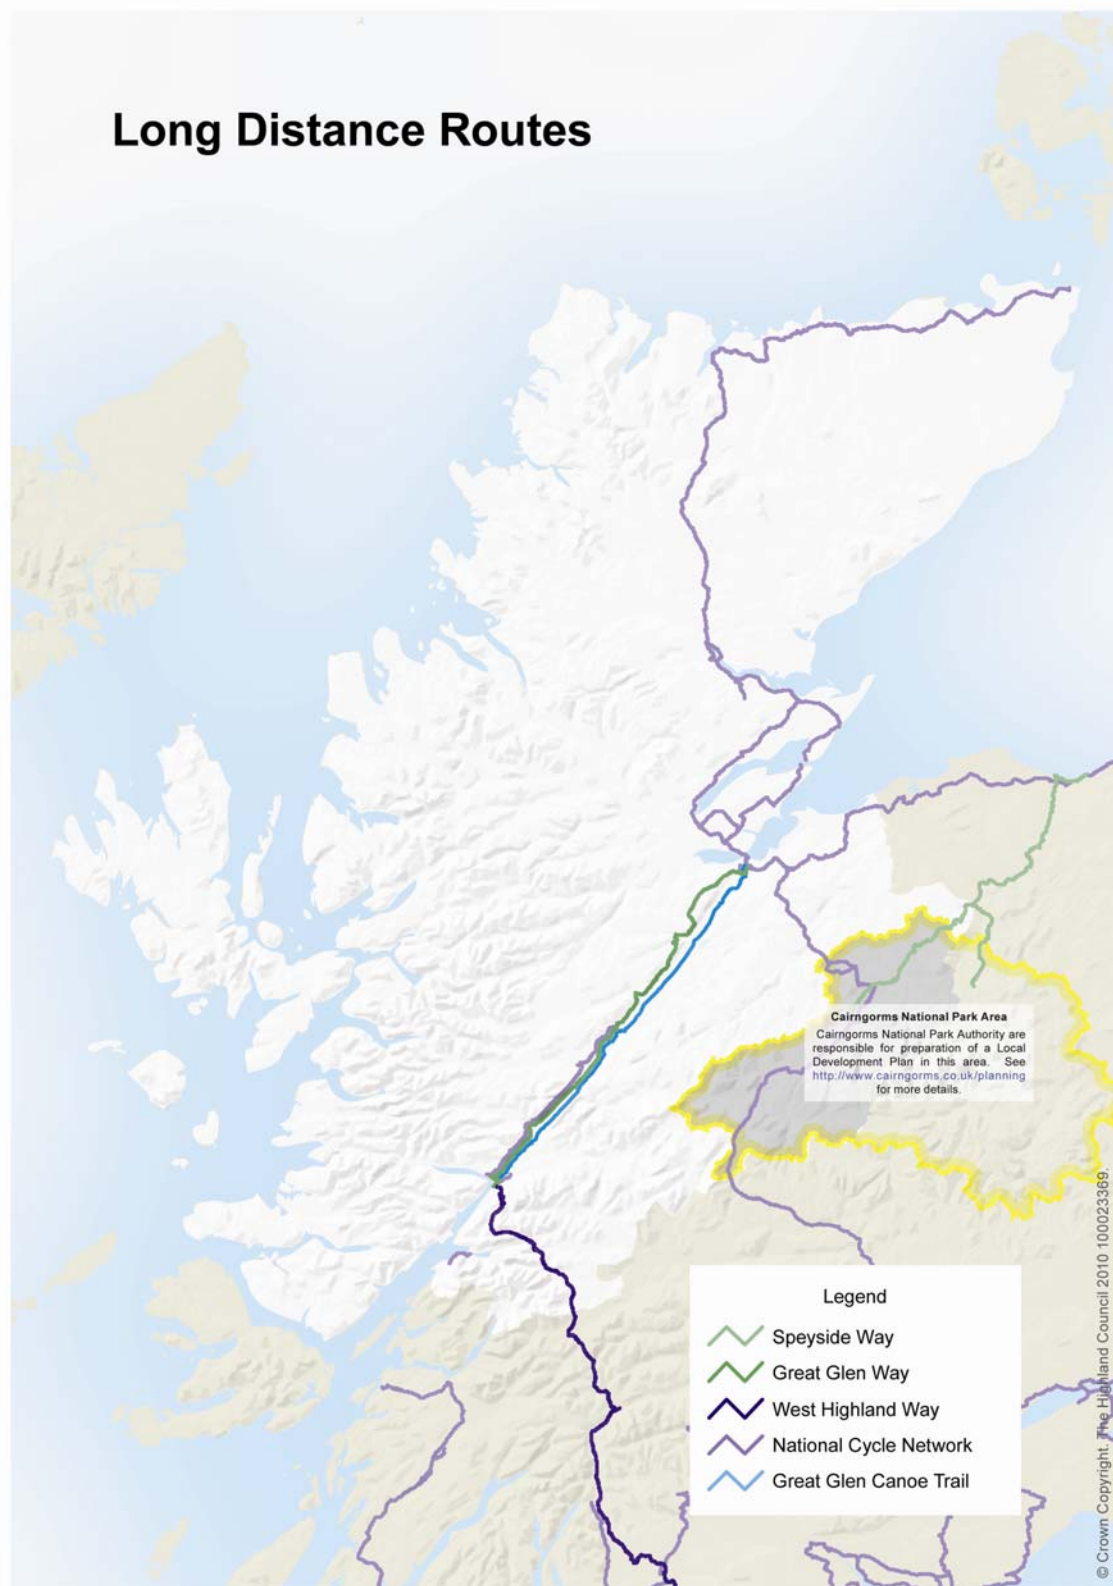 Long Distance Routes
Cairngorms National Park Area
Cairngorms National Park Authority are
responsible for preparation of a Local
Development Plan in this area. See
http://www.cairngorms.co.uk/planning
for more details.
Legend
Speyside Way
Great Glen Way
West Highland Way
National Cycle Network
Great Glen Canoe Trail
© Crown Copyright. The Highland Council 2010 100023369.